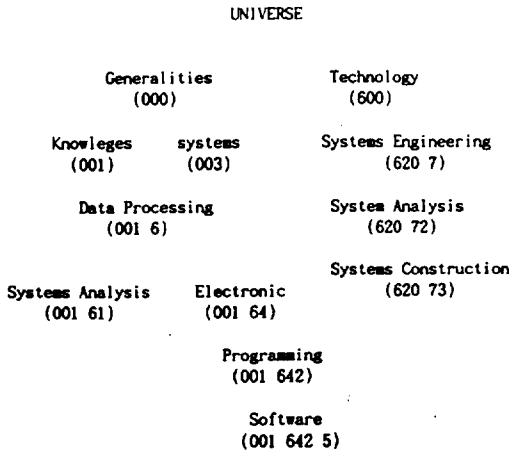 UNIVERSE
Generalities Technology
(000) (600)
Knowleges systems Systems Engineering
(001) (003) (620 7)
Data Processing System Analysis
(001 6) (620 72)
Systems Construction
Systems Analysis Electronic (620 73)
(001 61) (001 64)
Programming
(001 642)
Software
(001 642 5)